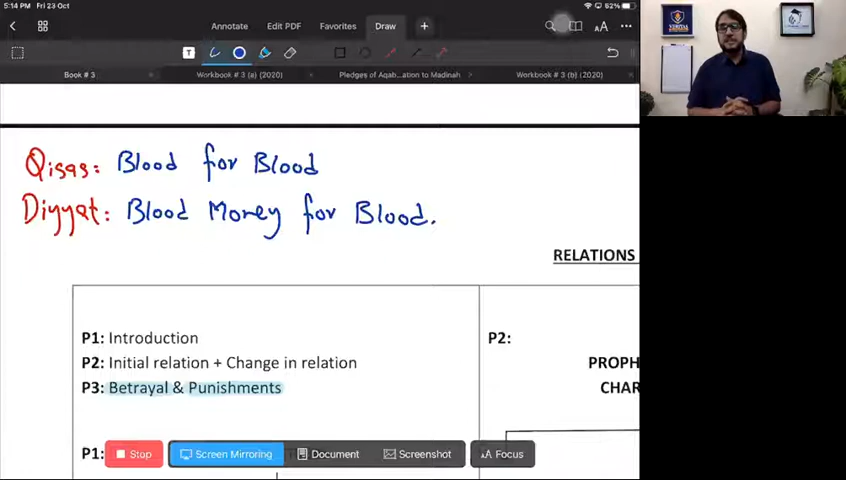 5:14 PM Fri 23 Oct
62%
Annotate Edit PDF Favorites Draw
AA
T
Book # 3
Workbook # 3 (a) (2020)
Pledges of Aqab...ation to Madinah
Workbook # 3 (b) (2020)
Qisas: Blood for Blood
Diyyat: Blood Money for Blood.
RELATIONS
P1: Introduction
P2: Initial relation + Change in relation
P3: Betrayal & Punishments
P2:
PROPH
CHAR
P1:
Stop
Screen Mirroring
Document
Screenshot
AA Focus